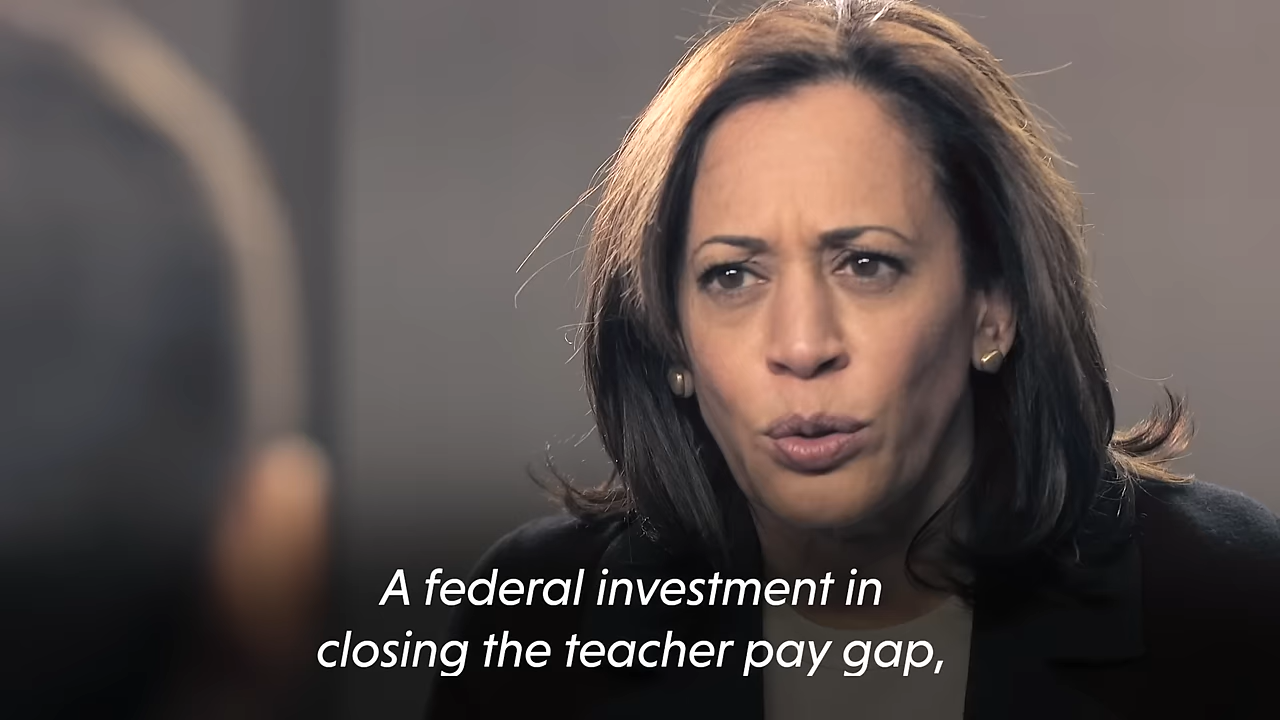 A federal investment in
closing the teacher pay gap,